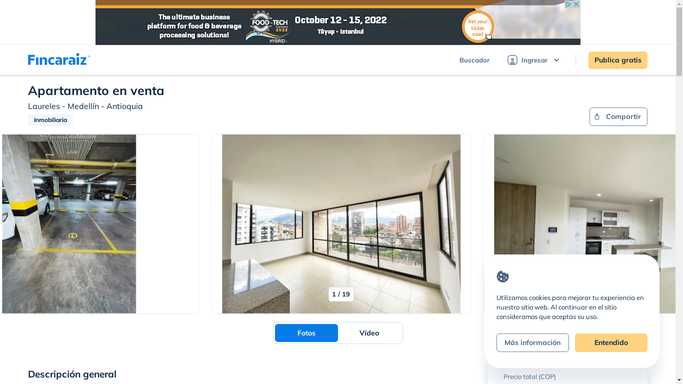 The ultimate business
platform for food & beverage
processing solutions!
FOOD-TECH
HYBRID
October 12 - 15, 2022
Tüyap - Istanbul
Get your
ticket
now!
Fincaraiz
Buscador
Ingresar
Publica gratis
Apartamento en venta
Laureles - Medellín - Antioquia
Inmobiliaria
Compartir
1 / 19
Fotos
Vídeo
Utilizamos cookies para mejorar tu experiencia en
nuestro sitio web. Al continuar en el sitio
consideramos que aceptas su uso.
Más información
Entendido
Descripción general
Precio total (COP)